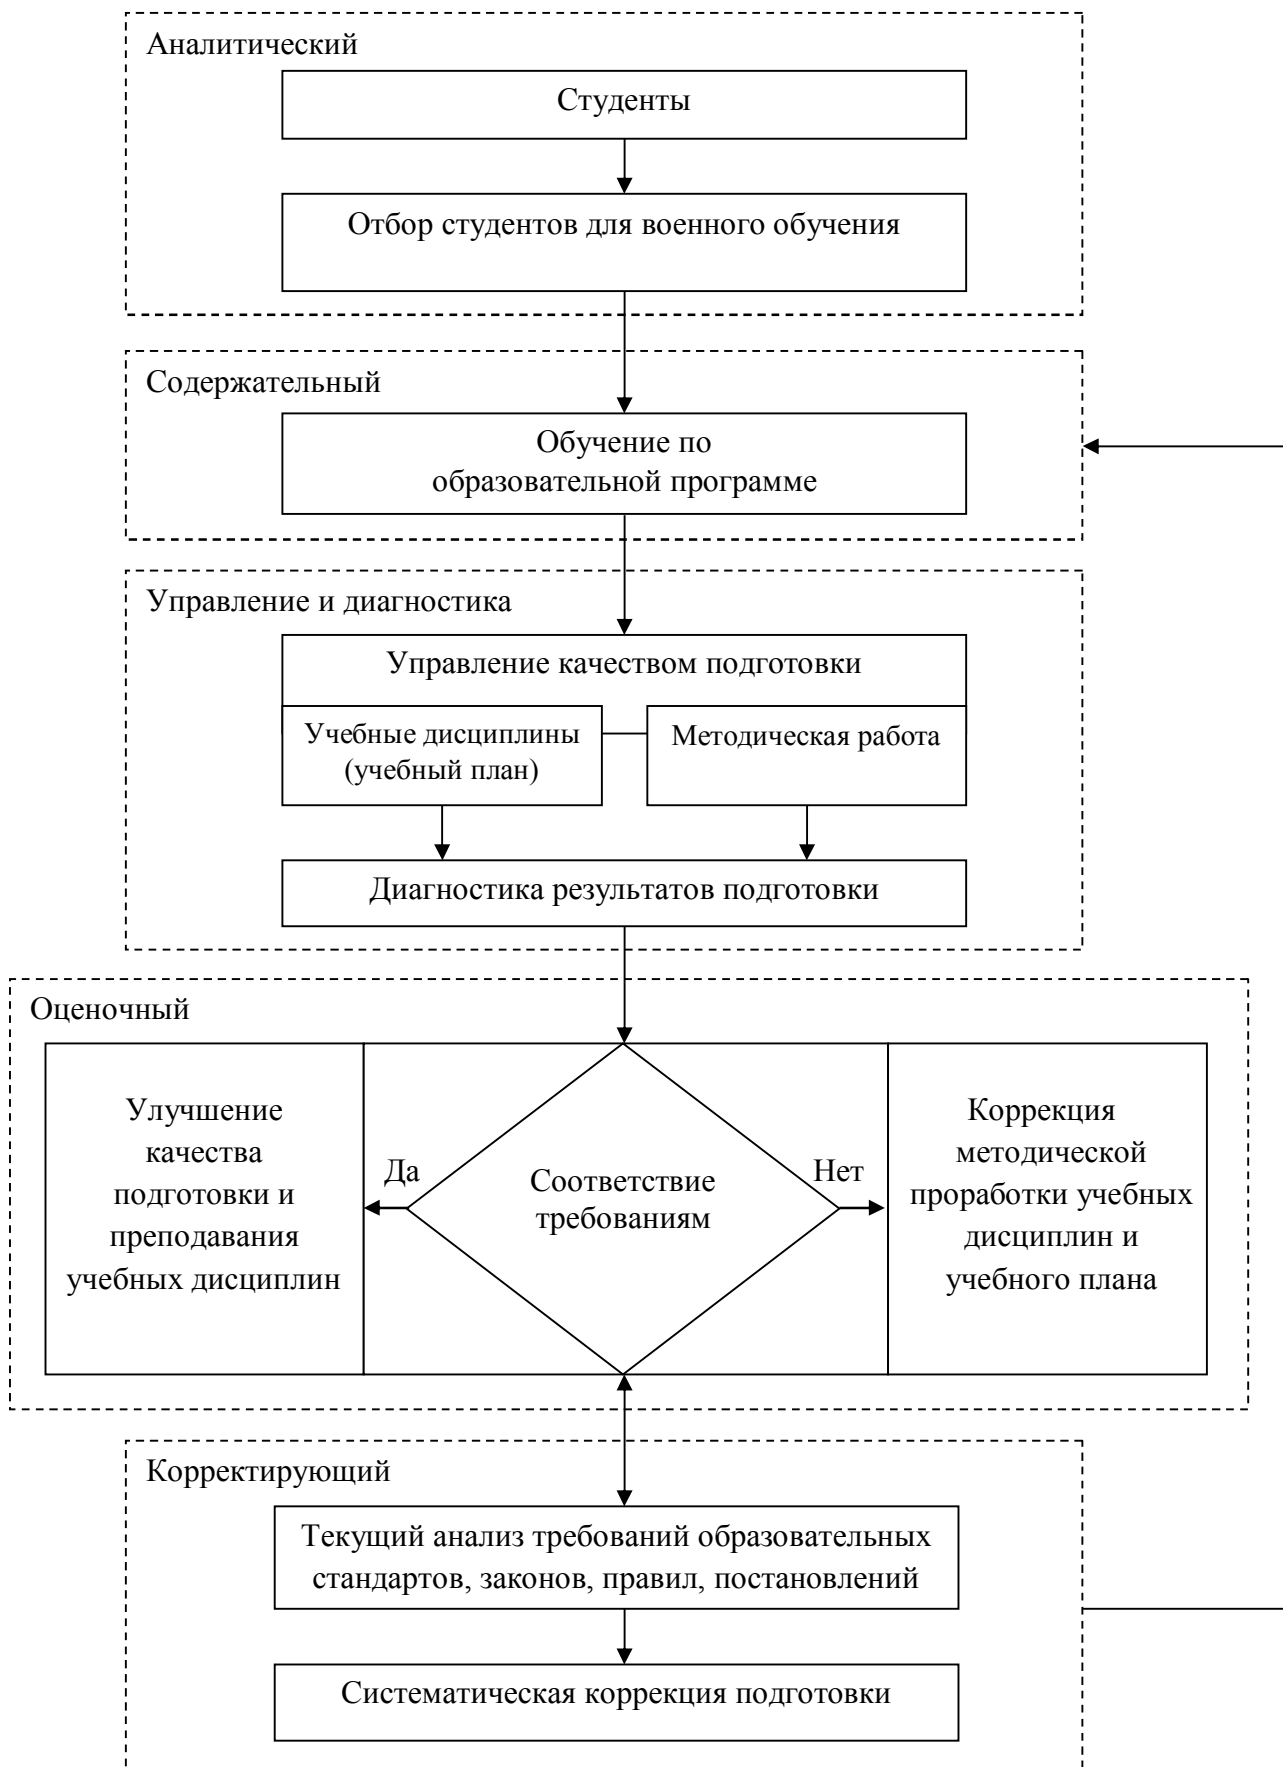 Аналитический
Студенты
Отбор студентов для военного обучения
Содержательный
Обучение по
образовательной программе
Управление и диагностика
Управление качеством подготовки
Учебные дисциплины
(учебный план)
Методическая работа
Диагностика результатов подготовки
Оценочный
Улучшение
качества
подготовки и
преподавания
учебных дисциплин
Да
Соответствие
требованиям
Нет
Коррекция
методической
проработки учебных
дисциплин и
учебного плана
Корректирующий
Текущий анализ требований образовательных
стандартов, законов, правил, постановлений
Систематическая коррекция подготовки